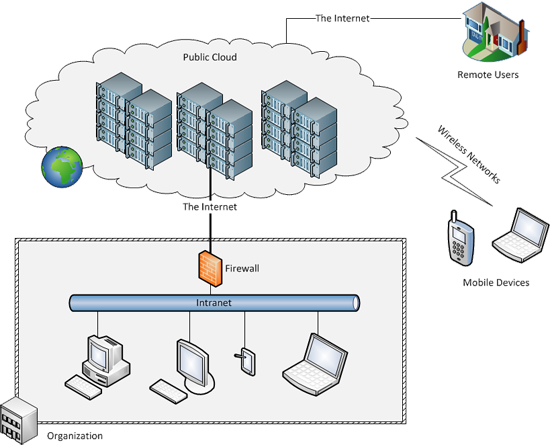 The Internet
Public Cloud
Remote Users
Wireless Networks
The Internet
Firewall
Mobile Devices
Intranet
Organization